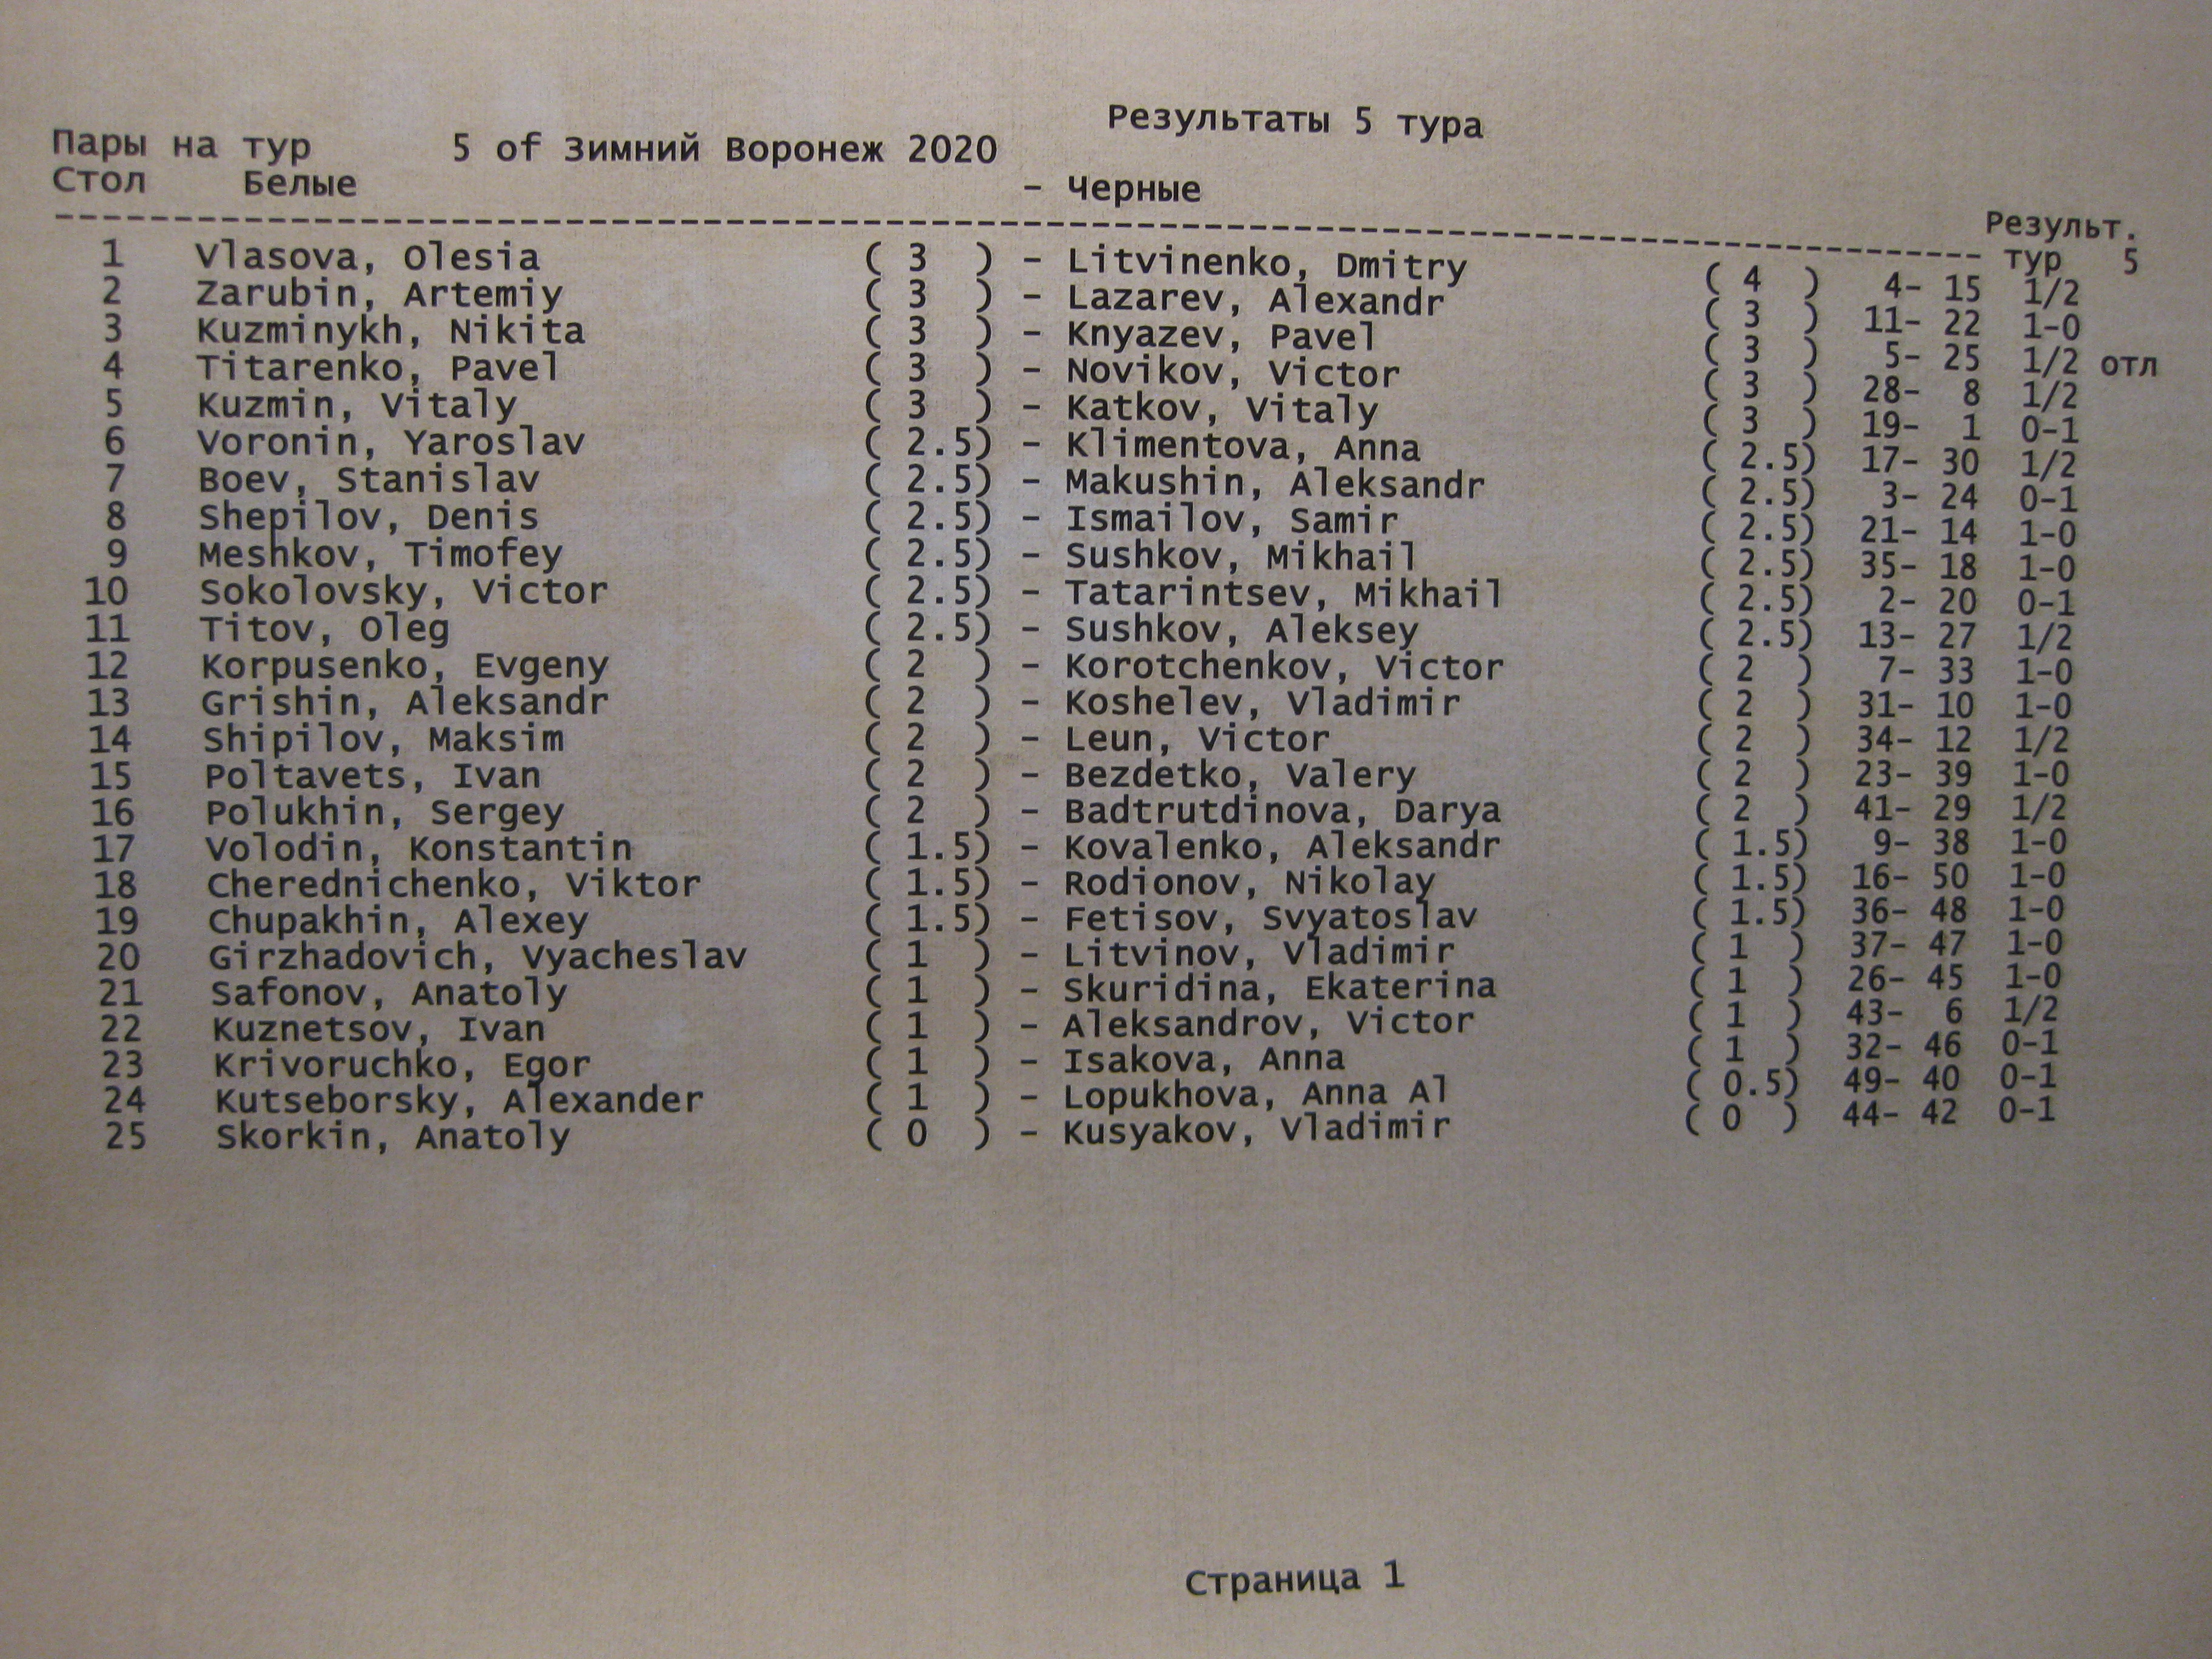 Результаты 5 тура
Пары на тур 5 of Зимний Воронеж 2020
Стол Белые - Черные Результ.
тур 5
1 Vlasova, Olesia ( 3 ) - Litvinenko, Dmitry ( 4 ) 4- 15 1/2
2 Zarubin, Artemiy ( 3 ) - Lazarev, Alexandr ( 3 ) 11- 22 1-0
3 Kuzminykh, Nikita ( 3 ) - Knyazev, Pavel ( 3 ) 5- 25 1/2 отл
4 Titarenko, Pavel ( 3 ) - Novikov, Victor ( 3 ) 28- 8 1/2
5 Kuzmin, Vitaly ( 3 ) - Katkov, Vitaly ( 3 ) 19- 1 0-1
6 Voronin, Yaroslav ( 2.5) - Klimentova, Anna ( 2.5) 17- 30 1/2
7 Boev, Stanislav ( 2.5) - Makushin, Aleksandr ( 2.5) 3- 24 0-1
8 Shepilov, Denis ( 2.5) - Ismailov, Samir ( 2.5) 21- 14 1-0
9 Meshkov, Timofey ( 2.5) - Sushkov, Mikhail ( 2.5) 35- 18 1-0
10 Sokolovsky, Victor ( 2.5) - Tatarintsev, Mikhail ( 2.5) 2- 20 0-1
11 Titov, Oleg ( 2.5) - Sushkov, Aleksey ( 2.5) 13- 27 1/2
12 Korpusenko, Evgeny ( 2 ) - Korotchenkov, Victor ( 2 ) 7- 33 1-0
13 Grishin, Aleksandr ( 2 ) - Koshelev, Vladimir ( 2 ) 31- 10 1-0
14 Shipilov, Maksim ( 2 ) - Leun, Victor ( 2 ) 34- 12 1/2
15 Poltavets, Ivan ( 2 ) - Bezdetko, Valery ( 2 ) 23- 39 1-0
16 Polukhin, Sergey ( 2 ) - Badtrutdinova, Darya ( 2 ) 41- 29 1/2
17 Volodin, Konstantin ( 1.5) - Kovalenko, Aleksandr ( 1.5) 9- 38 1-0
18 Cherednichenko, Viktor ( 1.5) - Rodionov, Nikolay ( 1.5) 16- 50 1-0
19 Chupakhin, Alexey ( 1.5) - Fetisov, Svyatoslav ( 1.5) 36- 48 1-0
20 Girzhadovich, Vyacheslav ( 1 ) - Litvinov, Vladimir ( 1 ) 37- 47 1-0
21 Safonov, Anatoly ( 1 ) - Skuridina, Ekaterina ( 1 ) 26- 45 1-0
22 Kuznetsov, Ivan ( 1 ) - Aleksandrov, Victor ( 1 ) 43- 6 1/2
23 Krivoruchko, Egor ( 1 ) - Isakova, Anna ( 1 ) 32- 46 0-1
24 Kutseborsky, Alexander ( 1 ) - Lopukhova, Anna Al ( 0.5) 49- 40 0-1
25 Skorkin, Anatoly ( 0 ) - Kusyakov, Vladimir ( 0 ) 44- 42 0-1
Страница 1